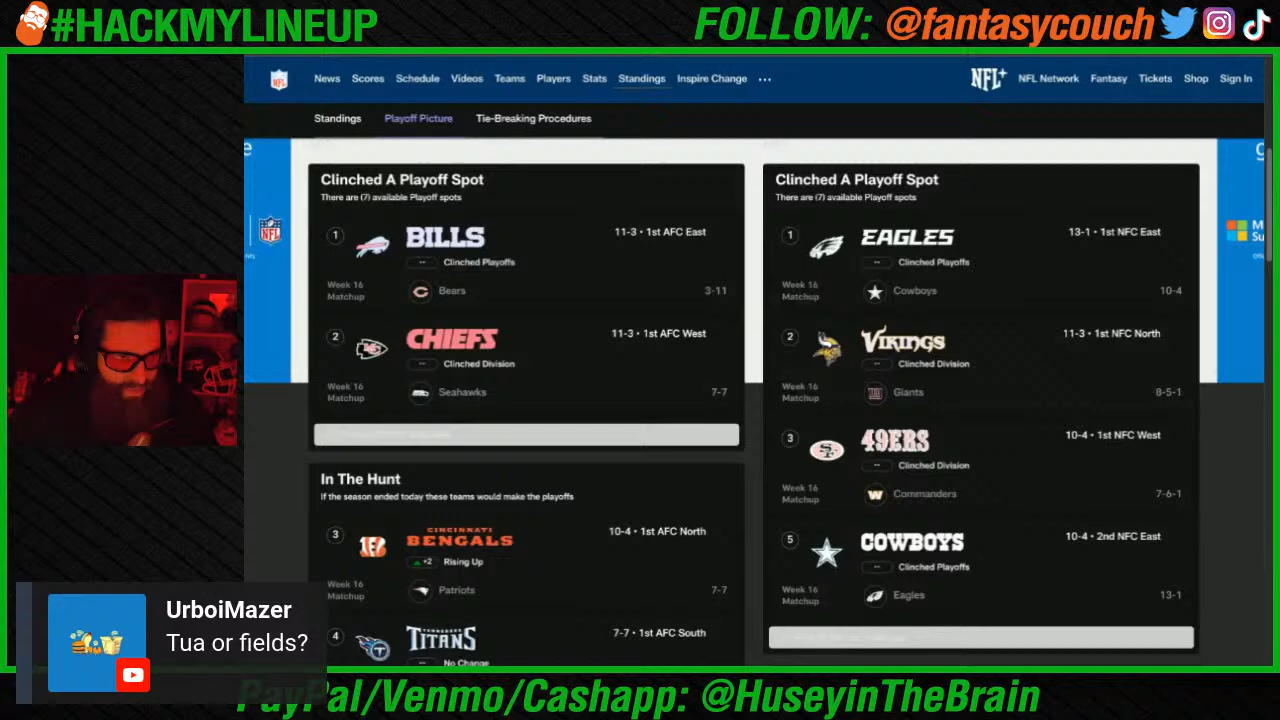 #HACKMYLINEUP
FOLLOW: @fantasycouch
News Scores Schedule Videos Teams Players Stats Standings Inspire Change ...
NFL+ NFL Network Fantasy Tickets Shop Sign In
Standings Playoff Picture Tie-Breaking Procedures
e
NFL
Clinched A Playoff Spot
There are (7) available Playoff spots
1 BILLS 11-3 • 1st AFC East
-- Clinched Playoffs
Week 16
Matchup
Bears 3-11
2 CHIEFS 11-3 • 1st AFC West
-- Clinched Division
Week 16
Matchup
Seahawks 7-7
In The Hunt
If the season ended today these teams would make the playoffs
3 CINCINNATI
BENGALS 10-4 • 1st AFC North
+2 Rising Up
Week 16
Matchup
Patriots 7-7
4 TENNESSEE
TITANS 7-7 • 1st AFC South
-- No Change
Clinched A Playoff Spot
There are (7) available Playoff spots
1 EAGLES 13-1 • 1st NFC East
-- Clinched Playoffs
Week 16
Matchup
Cowboys 10-4
2 VIKINGS 11-3 • 1st NFC North
-- Clinched Division
Week 16
Matchup
Giants 8-5-1
3 49ERS 10-4 • 1st NFC West
-- Clinched Division
Week 16
Matchup
Commanders 7-6-1
5 COWBOYS 10-4 • 2nd NFC East
-- Clinched Playoffs
Week 16
Matchup
Eagles 13-1
UrboiMazer
Tua or fields?
PayPal/Venmo/Cashapp: @HuseyinTheBrain